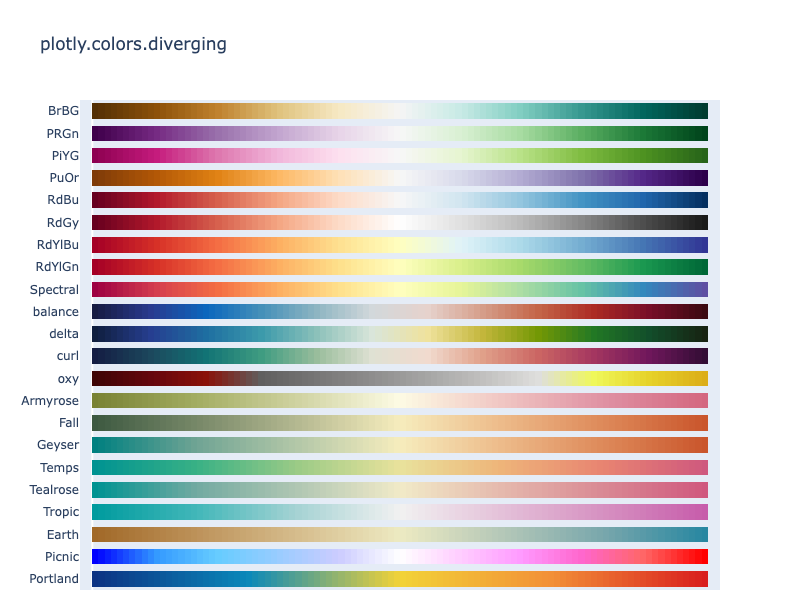 plotly.colors.diverging
BrBG
PRGn
PiYG
PuOr
RdBu
RdGy
RdYlBu
RdYlGn
Spectral
balance
delta
curl
oxy
Armyrose
Fall
Geyser
Temps
Tealrose
Tropic
Earth
Picnic
Portland